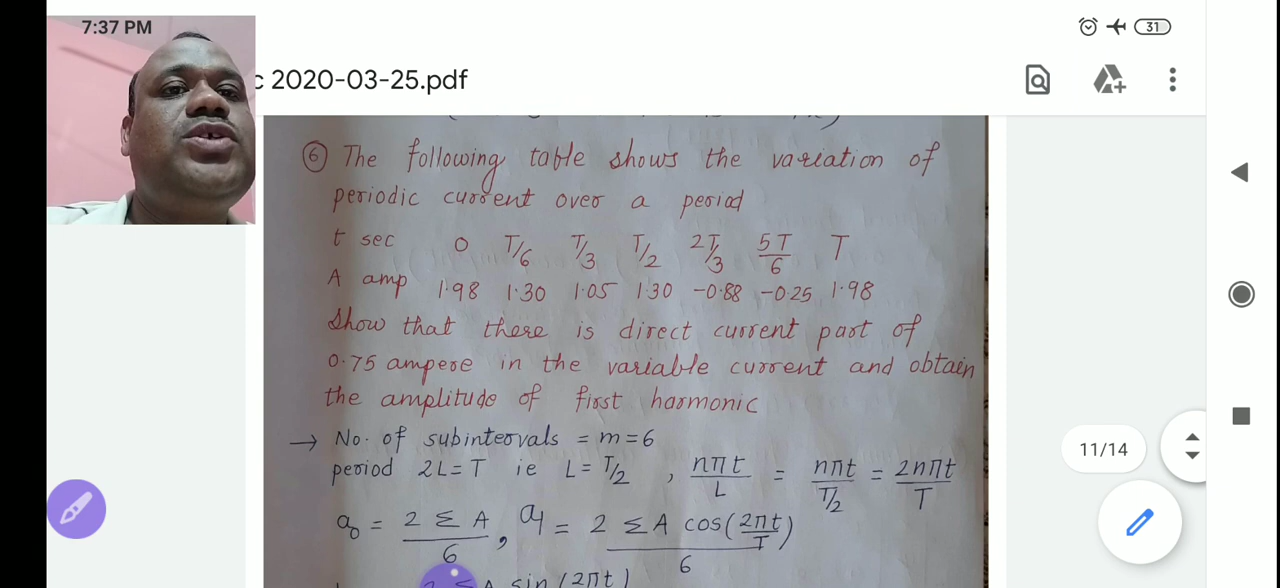 7:37 PM
31
c 2020-03-25.pdf
⑥ The following table shows the variation of
periodic current over a period
t sec 0 T/6 T/3 T/2 2T/3 5T/6 T
A amp 1.98 1.30 1.05 1.30 -0.88 -0.25 1.98
Show that there is direct current part of
0.75 ampere in the variable current and obtain
the amplitude of first harmonic
→ No. of subintervals = m=6
period 2L=T ie L=T/2 , nπt/L = nπt/T/2 = 2nπt/T
a₀ = 2 Σ A/6 , a₁ = 2 Σ A cos(2πt/T)/6
11/14